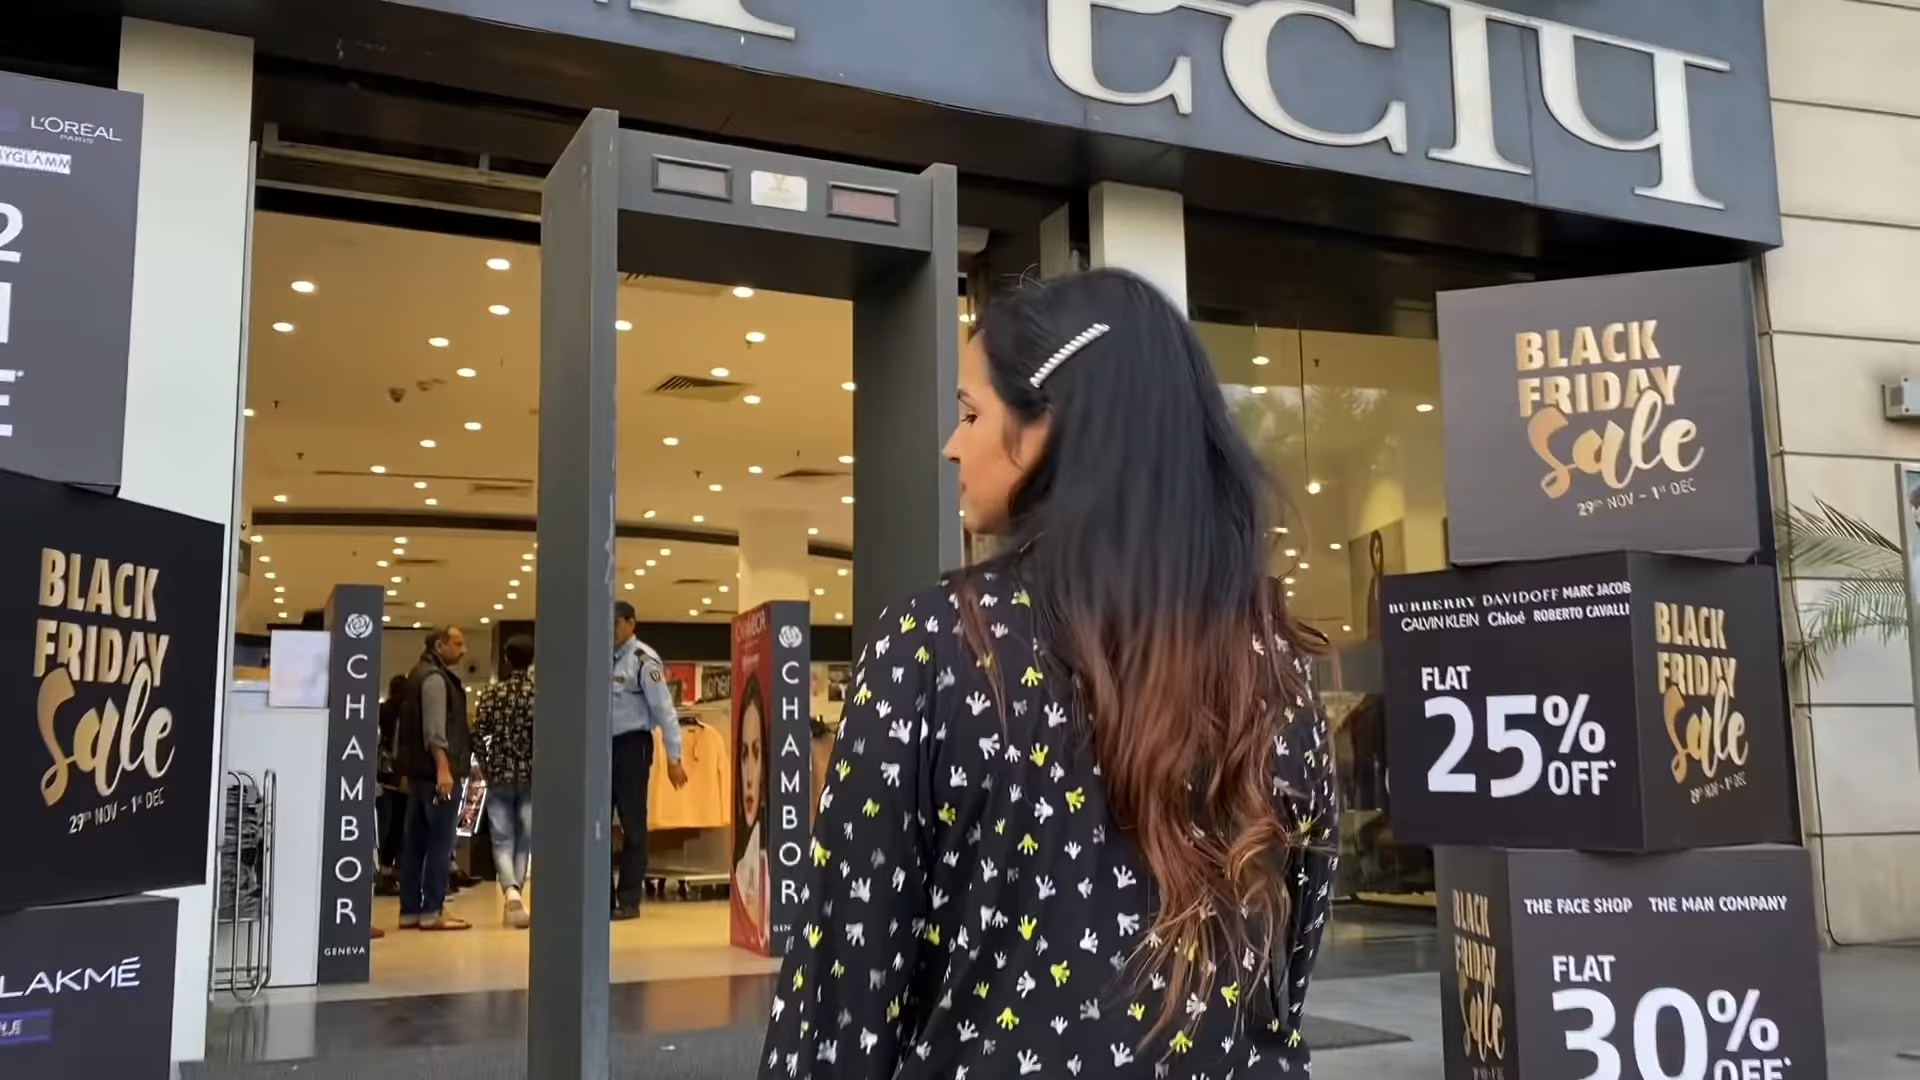 L'ORÉAL
PARIS
MYGLAMM
BLACK
FRIDAY
Sale
29TH NOV - 1ST DEC
LAKMÉ
CHAMBOR
GENEVA
CHAMBOR
BLACK
FRIDAY
Sale
29TH NOV - 1ST DEC
BURBERRY DAVIDOFF MARC JACOB
CALVIN KLEIN Chloé ROBERTO CAVALLI
FLAT
25%
OFF*
BLACK
FRIDAY
Sale
29TH NOV - 1ST DEC
BLACK
FRIDAY
Sale
THE FACE SHOP THE MAN COMPANY
FLAT
30%
OFF*